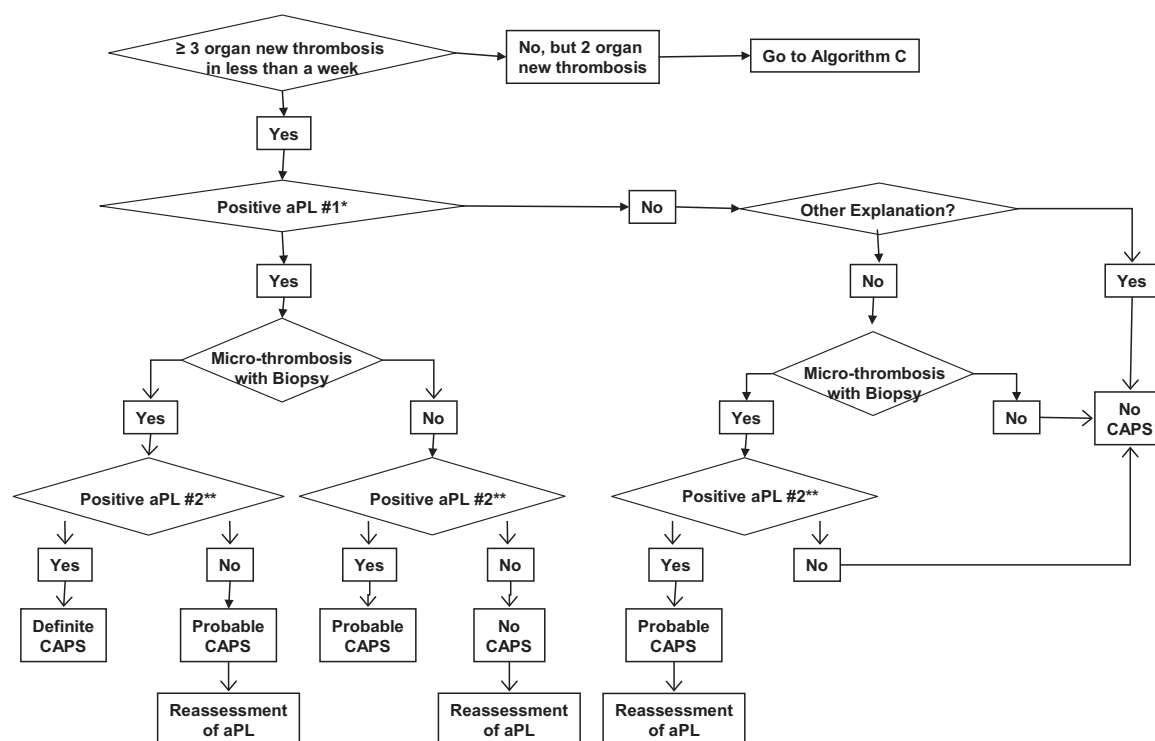 ≥ 3 organ new thrombosis
in less than a week
No, but 2 organ
new thrombosis
Go to Algorithm C
Yes
Positive aPL #1*
No
Other Explanation?
Yes
No
Yes
Micro-thrombosis
with Biopsy
Micro-thrombosis
with Biopsy
Yes
No
Yes
No
No
CAPS
Positive aPL #2**
Positive aPL #2**
Positive aPL #2**
Yes
No
Yes
No
Yes
No
Definite
CAPS
Probable
CAPS
Probable
CAPS
No
CAPS
Probable
CAPS
Reassessment
of aPL
Reassessment
of aPL
Reassessment
of aPL